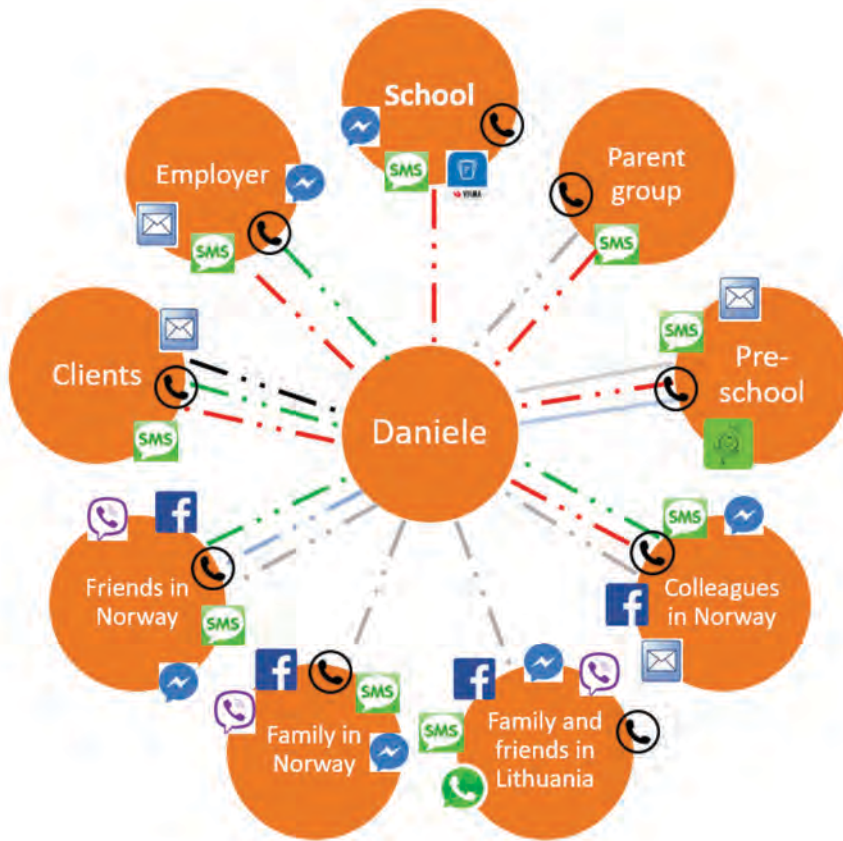 School
SMS
VISMA
Parent
group
SMS
Employer
SMS
Pre-
school
SMS
Clients
SMS
Daniele
Friends in
Norway
SMS
Colleagues
in Norway
SMS
Family in
Norway
SMS
Family and
friends in
Lithuania
SMS